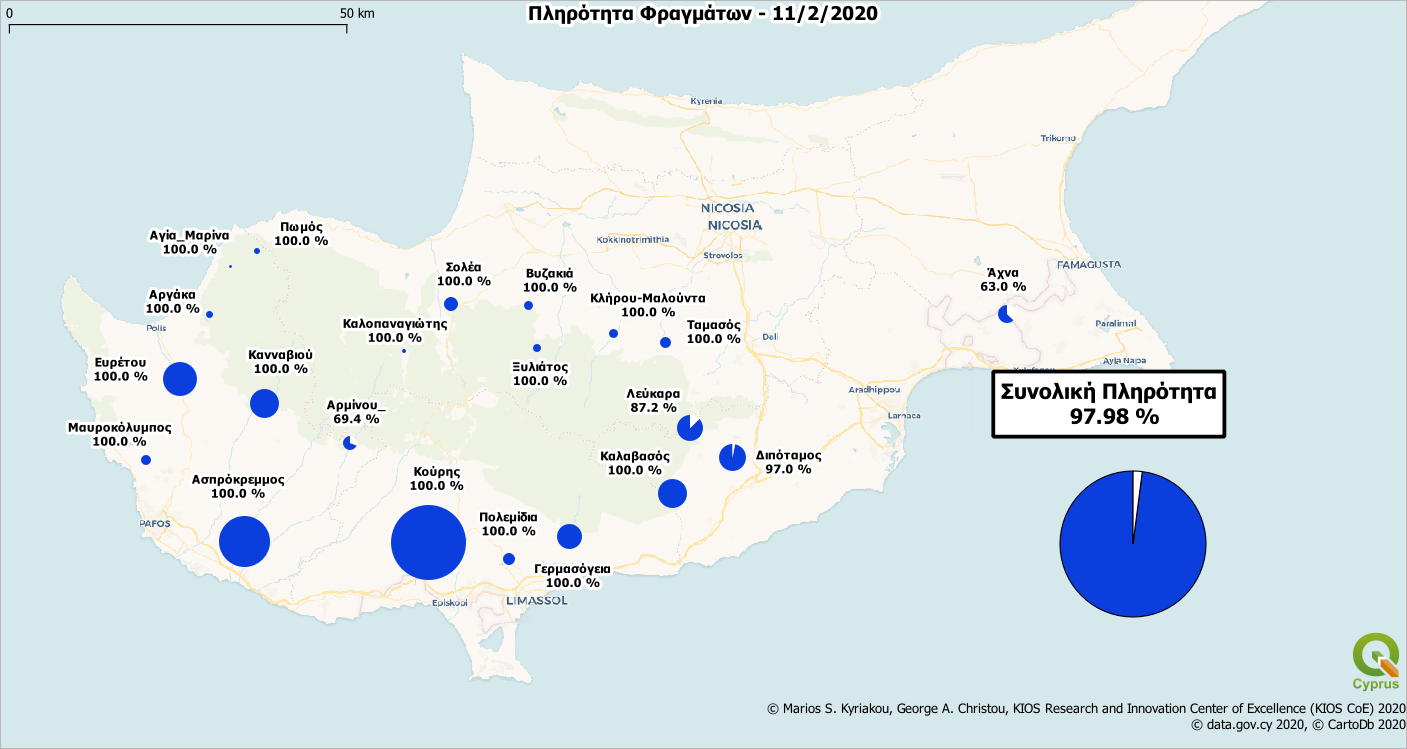 0
50 km
Πληρότητα Φραγμάτων - 11/2/2020
Kyrenia
Trikomo
NICOSIA
NICOSIA
Kokkinotrimithia
Strovolos
Πωμός
100.0 %
Αγία_Μαρίνα
100.0 %
Σολέα
100.0 %
Βυζακιά
100.0 %
Άχνα
63.0 %
FAMAGUSTA
Αργάκα
100.0 %
Κλήρου-Μαλούντα
100.0 %
Polis
Καλοπαναγιώτης
100.0 %
Ταμασός
100.0 %
Dali
Paralimni
Ευρέτου
100.0 %
Κανναβιού
100.0 %
Ξυλιάτος
100.0 %
Ayia Napa
Λεύκαρα
87.2 %
Aradhippou
Συνολική Πληρότητα
97.98 %
Αρμίνου_
69.4 %
Larnaca
Μαυροκόλυμπος
100.0 %
Καλαβασός
100.0 %
Διπόταμος
97.0 %
Ασπρόκρεμμος
100.0 %
Κούρης
100.0 %
Πολεμίδια
100.0 %
PAFOS
Γερμασόγεια
100.0 %
Episkopi
LIMASSOL
Cyprus
© Marios S. Kyriakou, George A. Christou, KIOS Research and Innovation Center of Excellence (KIOS CoE) 2020
© data.gov.cy 2020, © CartoDb 2020